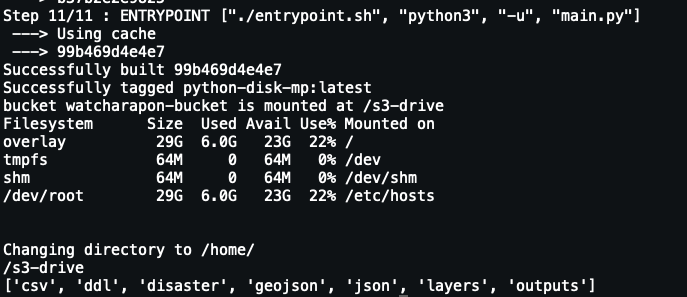 Step 11/11 : ENTRYPOINT ["./entrypoint.sh", "python3", "-u", "main.py"]
---> Using cache
---> 99b469d4e4e7
Successfully built 99b469d4e4e7
Successfully tagged python-disk-mp:latest
bucket watcharapon-bucket is mounted at /s3-drive
Filesystem Size Used Avail Use% Mounted on
overlay 29G 6.0G 23G 22% /
tmpfs 64M 0 64M 0% /dev
shm 64M 0 64M 0% /dev/shm
/dev/root 29G 6.0G 23G 22% /etc/hosts
Changing directory to /home/
/s3-drive
['csv', 'ddl', 'disaster', 'geojson', 'json', 'layers', 'outputs']